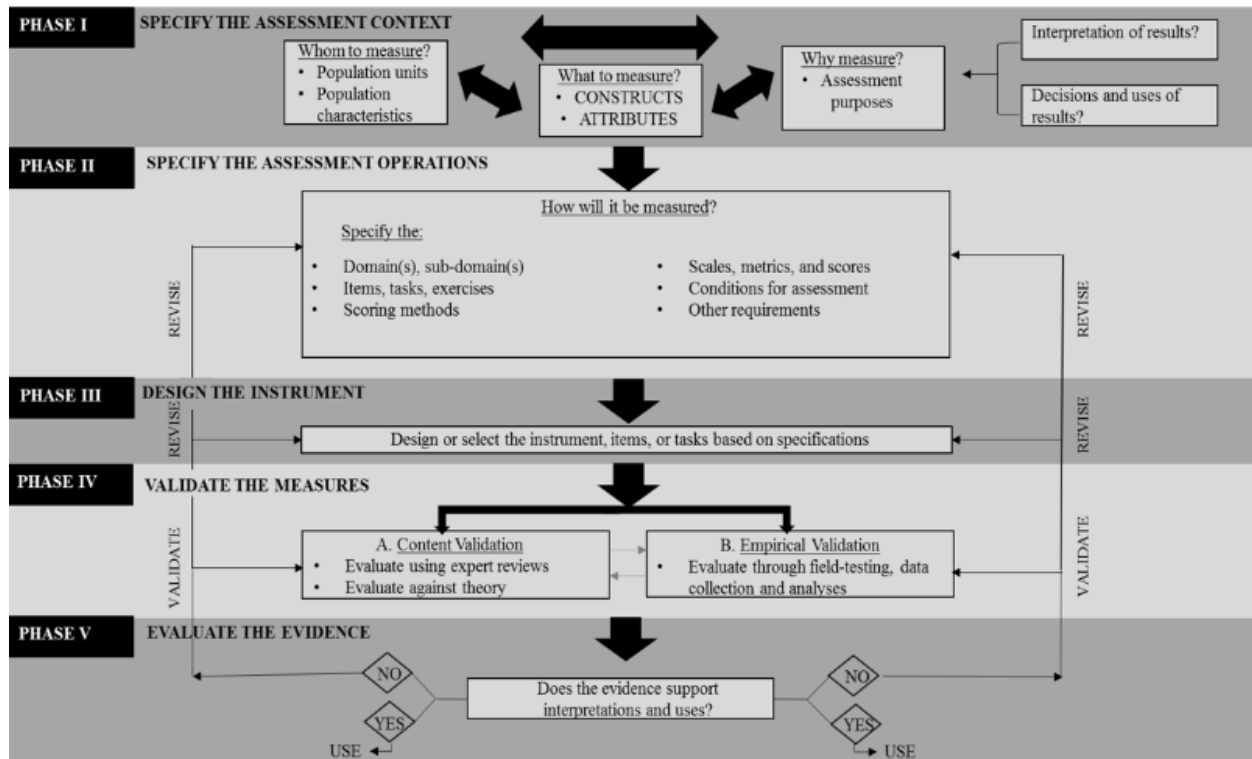 PHASE I
SPECIFY THE ASSESSMENT CONTEXT
Whom to measure?
• Population units
• Population
characteristics
What to measure?
• CONSTRUCTS
• ATTRIBUTES
Why measure?
• Assessment
purposes
Interpretation of results?
Decisions and uses of
results?
PHASE II
SPECIFY THE ASSESSMENT OPERATIONS
How will it be measured?
Specify the:
• Domain(s), sub-domain(s)
• Items, tasks, exercises
• Scoring methods
• Scales, metrics, and scores
• Conditions for assessment
• Other requirements
REVISE
REVISE
PHASE III
DESIGN THE INSTRUMENT
Design or select the instrument, items, or tasks based on specifications
REVISE
REVISE
PHASE IV
VALIDATE THE MEASURES
A. Content Validation
• Evaluate using expert reviews
• Evaluate against theory
B. Empirical Validation
• Evaluate through field-testing, data
collection and analyses
VALIDATE
VALIDATE
PHASE V
EVALUATE THE EVIDENCE
Does the evidence support
interpretations and uses?
NO
YES
USE
NO
YES
USE